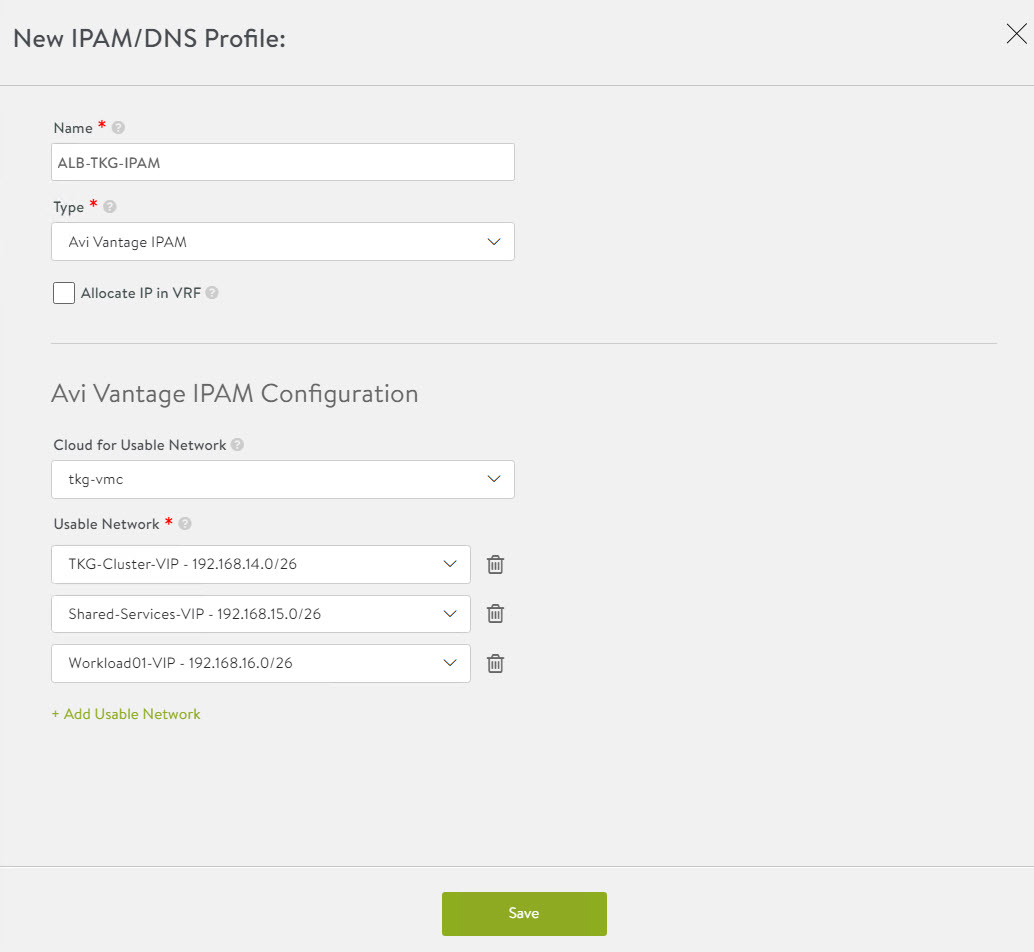 New IPAM/DNS Profile:
Name * ?
ALB-TKG-IPAM
Type * ?
Avi Vantage IPAM
Allocate IP in VRF ?
Avi Vantage IPAM Configuration
Cloud for Usable Network ?
tkg-vmc
Usable Network * ?
TKG-Cluster-VIP - 192.168.14.0/26
Shared-Services-VIP - 192.168.15.0/26
Workload01-VIP - 192.168.16.0/26
+ Add Usable Network
Save